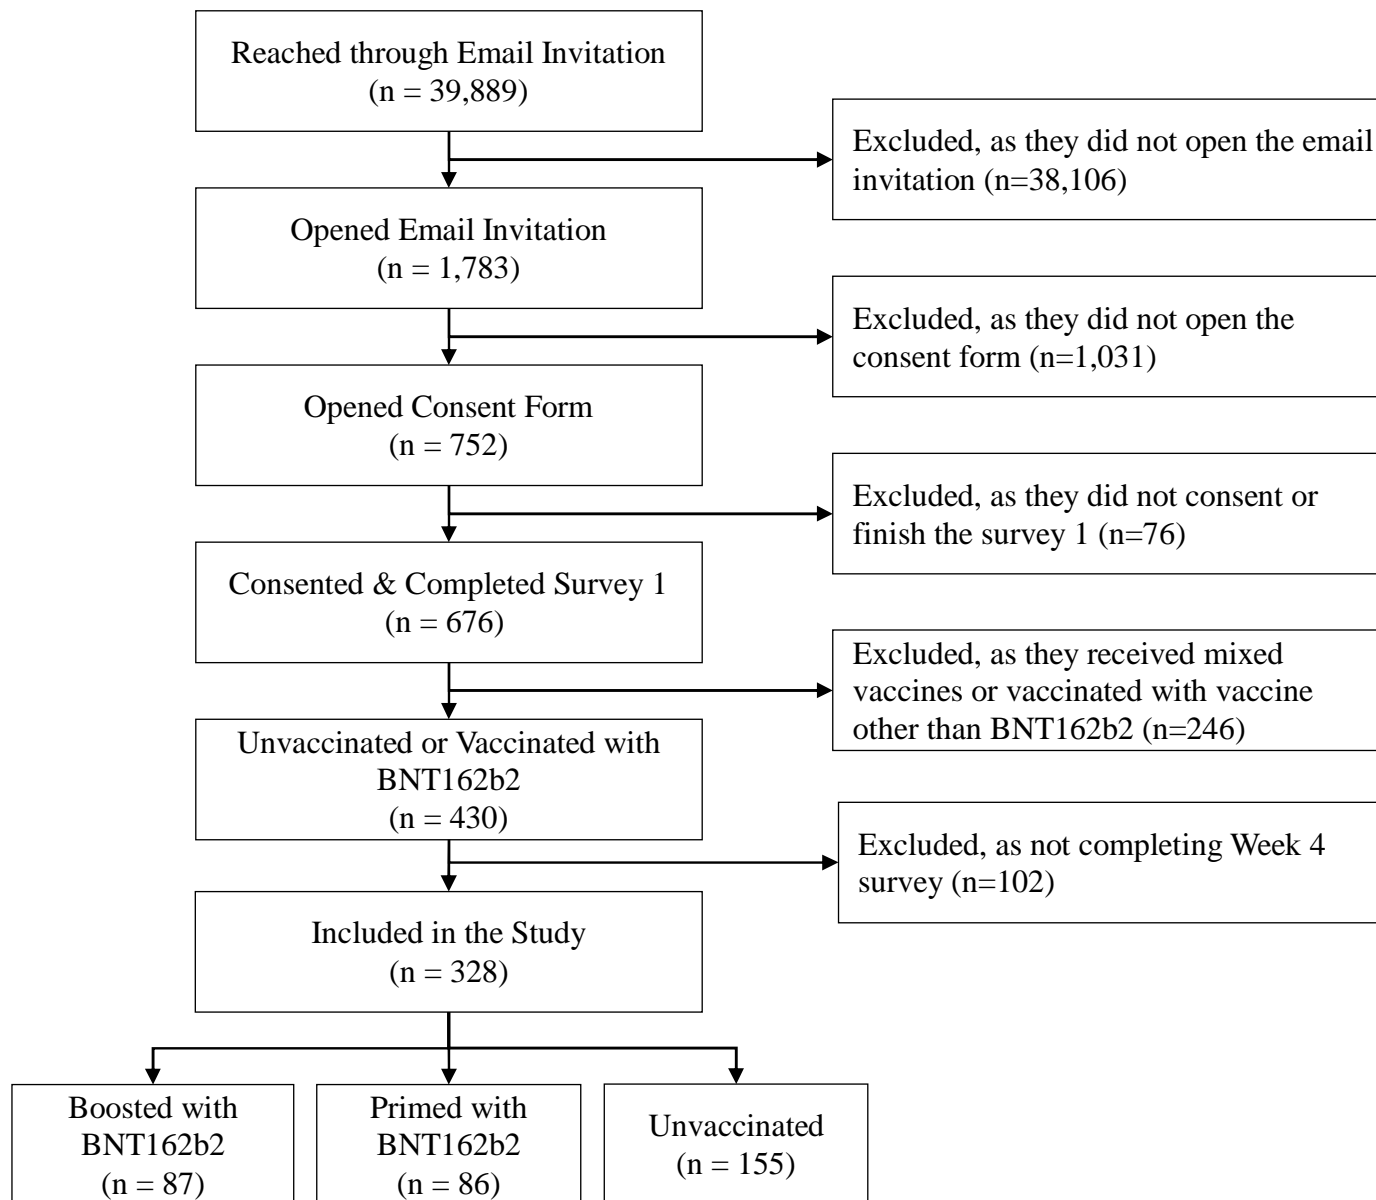 Reached through Email Invitation
(n = 39,889)
Excluded, as they did not open the email
invitation (n=38,106)
Opened Email Invitation
(n = 1,783)
Excluded, as they did not open the
consent form (n=1,031)
Opened Consent Form
(n = 752)
Excluded, as they did not consent or
finish the survey 1 (n=76)
Consented & Completed Survey 1
(n = 676)
Excluded, as they received mixed
vaccines or vaccinated with vaccine
other than BNT162b2 (n=246)
Unvaccinated or Vaccinated with
BNT162b2
(n = 430)
Excluded, as not completing Week 4
survey (n=102)
Included in the Study
(n = 328)
Boosted with
BNT162b2
(n = 87)
Primed with
BNT162b2
(n = 86)
Unvaccinated
(n = 155)